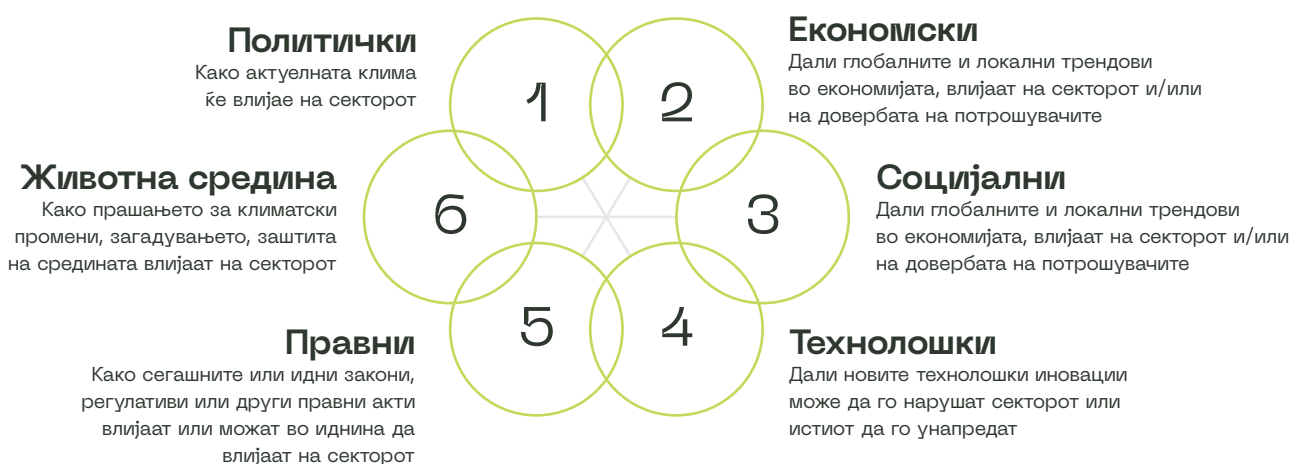 Политички
Како актуелната клима
ќе влијае на секторот
1
2
Економски
Дали глобалните и локални трендови
во економијата, влијаат на секторот и/или
на довербата на потрошувачите
Животна средина
Како прашањето за климатски
промени, загадувањето, заштита
на средината влијаат на секторот
6
3
Социјални
Дали глобалните и локални трендови
во економијата, влијаат на секторот и/или
на довербата на потрошувачите
Правни
Како сегашните или идни закони,
регулативи или други правни акти
влијаат или можат во иднина да
влијаат на секторот
5
4
Технолошки
Дали новите технолошки иновации
може да го нарушат секторот или
истиот да го унапредат